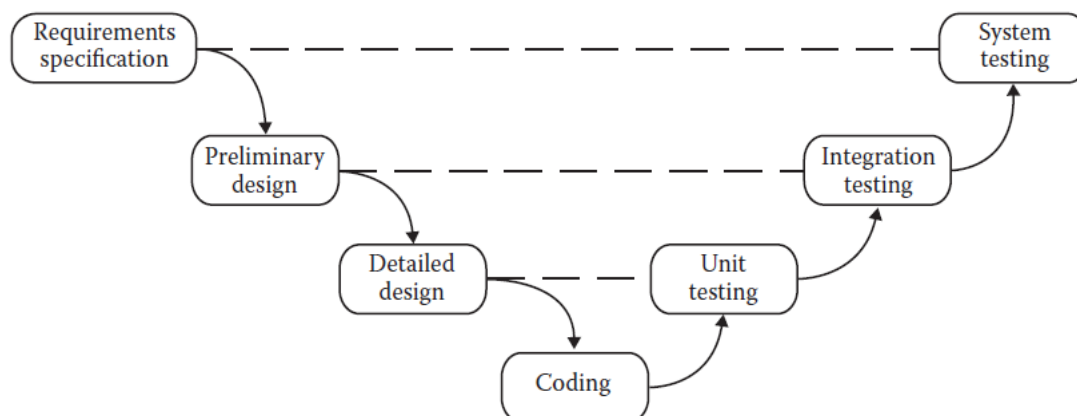 Requirements
specification
System
testing
Preliminary
design
Integration
testing
Detailed
design
Unit
testing
Coding